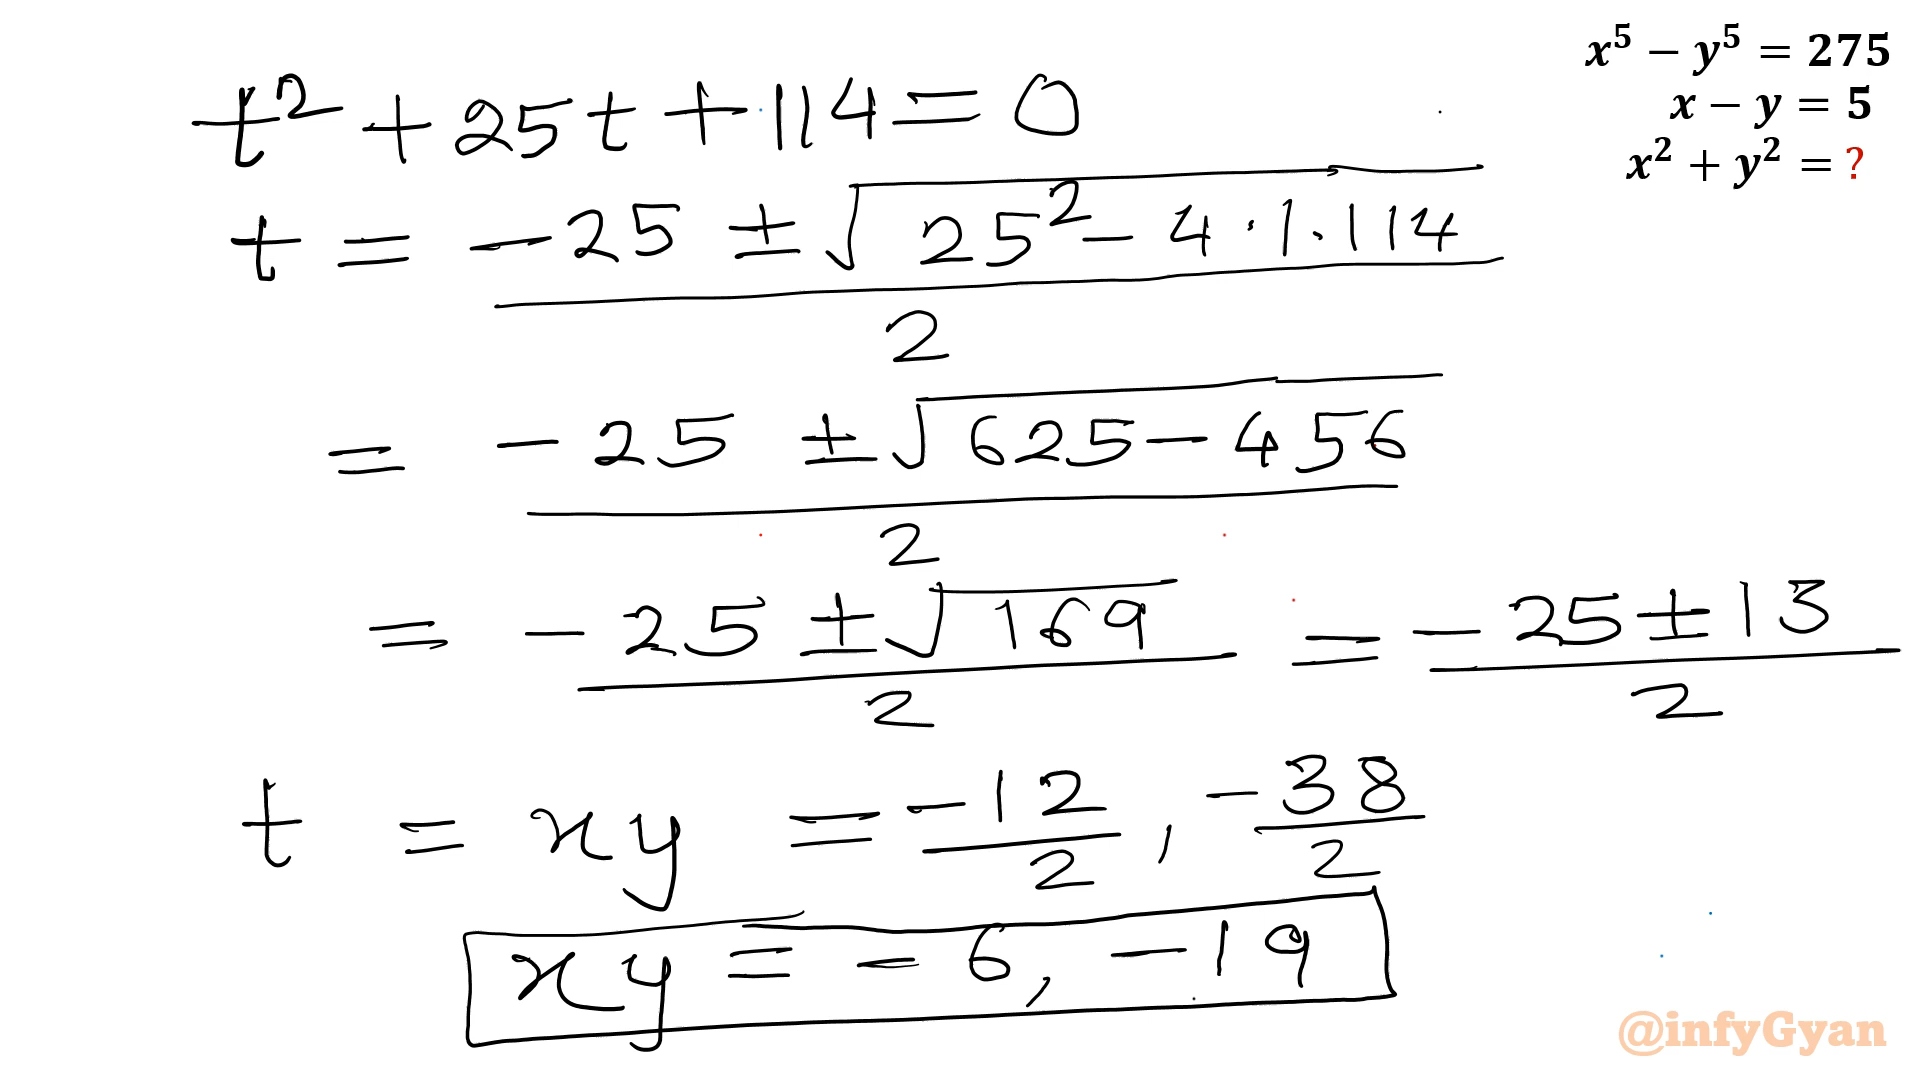 x⁵ − y⁵ = 275
x − y = 5
x² + y² = ?
t² + 25t + 114 = 0
t = (−25 ± √(25² − 4·1·114))/2
= (−25 ± √(625 − 456))/2
= (−25 ± √169)/2 = (−25 ± 13)/2
t = xy = −12/2, −38/2
xy = −6, −19
@infyGyan